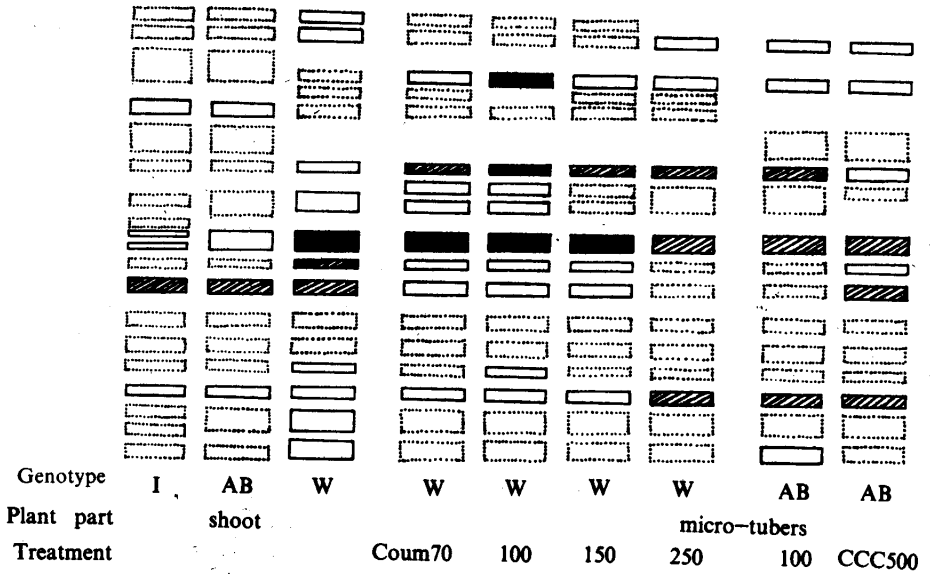 Genotype I AB W W W W W AB AB
Plant part shoot micro-tubers
Treatment Coum70 100 150 250 100 CCC500